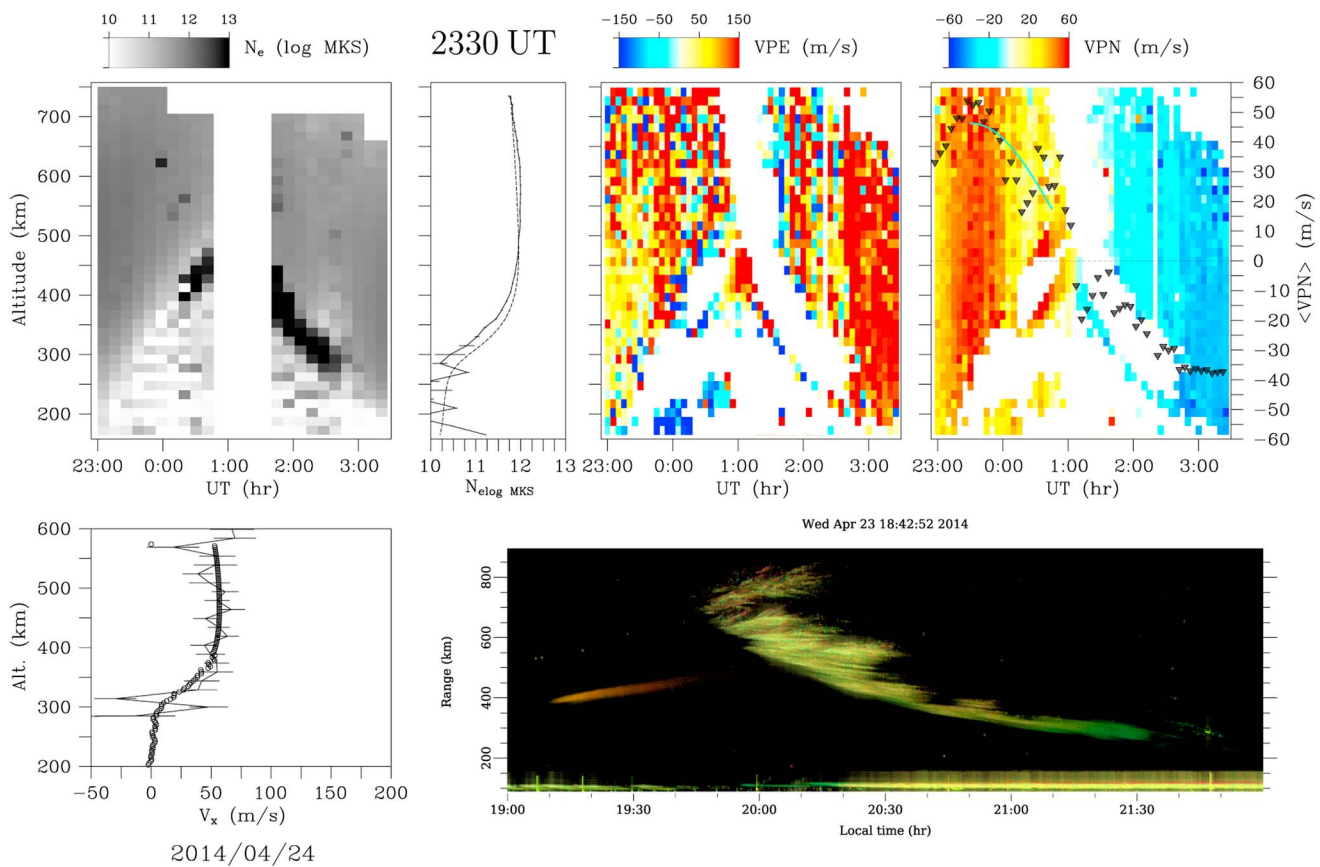 10 11 12 13
Nₑ (log MKS)
2330 UT
−150 −50 50 150
VPE (m/s)
−60 −20 20 60
VPN (m/s)
700
600
500
400
300
200
Altitude (km)
23:00 0:00 1:00 2:00 3:00
UT (hr)
10 11 12 13
Nₑlog MKS
23:00 0:00 1:00 2:00 3:00
UT (hr)
23:00 0:00 1:00 2:00 3:00
UT (hr)
60
50
40
30
20
10
0
−10
−20
−30
−40
−50
−60
<VPN> (m/s)
600
500
400
300
200
Alt. (km)
−50 0 50 100 150 200
Vₓ (m/s)
2014/04/24
Wed Apr 23 18:42:52 2014
800
600
400
200
Range (km)
19:00 19:30 20:00 20:30 21:00 21:30
Local time (hr)